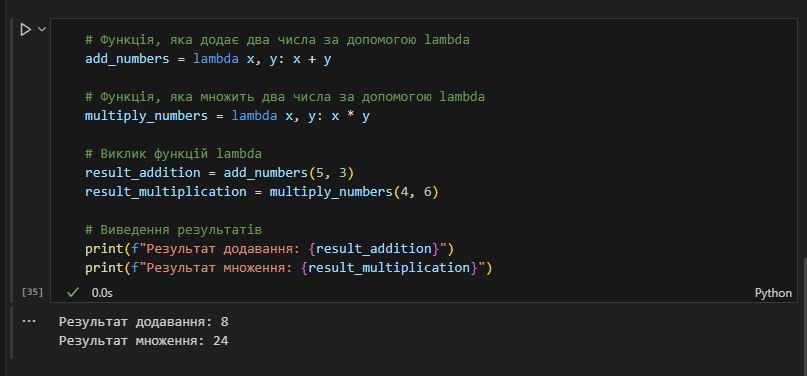 # Функція, яка додає два числа за допомогою lambda
add_numbers = lambda x, y: x + y
# Функція, яка множить два числа за допомогою lambda
multiply_numbers = lambda x, y: x * y
# Виклик функцій lambda
result_addition = add_numbers(5, 3)
result_multiplication = multiply_numbers(4, 6)
# Виведення результатів
print(f"Результат додавання: {result_addition}")
print(f"Результат множення: {result_multiplication}")
[35] 0.0s Python
Результат додавання: 8
Результат множення: 24